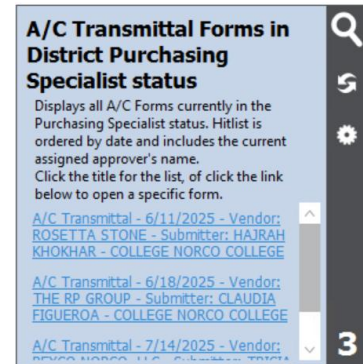 A/C Transmittal Forms in
District Purchasing
Specialist status
Displays all A/C Forms currently in the
Purchasing Specialist status. Hitlist is
ordered by date and includes the current
assigned approver's name.
Click the title for the list, of click the link
below to open a specific form.
A/C Transmittal - 6/11/2025 - Vendor:
ROSETTA STONE - Submitter: HAJRAH
KHOKHAR - COLLEGE NORCO COLLEGE
A/C Transmittal - 6/18/2025 - Vendor:
THE RP GROUP - Submitter: CLAUDIA
FIGUEROA - COLLEGE NORCO COLLEGE
A/C Transmittal - 7/14/2025 - Vendor:
NORCO, LLC - Submitter: TRICIA
3